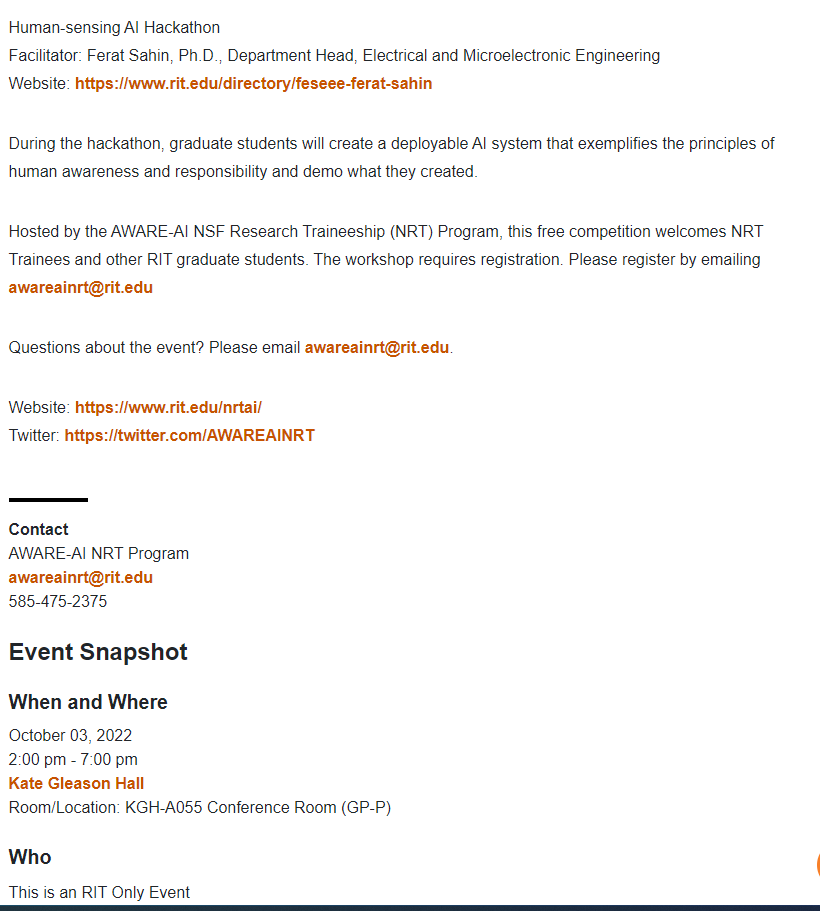 Human-sensing AI Hackathon
Facilitator: Ferat Sahin, Ph.D., Department Head, Electrical and Microelectronic Engineering
Website: https://www.rit.edu/directory/feseee-ferat-sahin
During the hackathon, graduate students will create a deployable AI system that exemplifies the principles of
human awareness and responsibility and demo what they created.
Hosted by the AWARE-AI NSF Research Traineeship (NRT) Program, this free competition welcomes NRT
Trainees and other RIT graduate students. The workshop requires registration. Please register by emailing
awareainrt@rit.edu
Questions about the event? Please email awareainrt@rit.edu.
Website: https://www.rit.edu/nrtai/
Twitter: https://twitter.com/AWAREAINRT
Contact
AWARE-AI NRT Program
awareainrt@rit.edu
585-475-2375
Event Snapshot
When and Where
October 03, 2022
2:00 pm - 7:00 pm
Kate Gleason Hall
Room/Location: KGH-A055 Conference Room (GP-P)
Who
This is an RIT Only Event